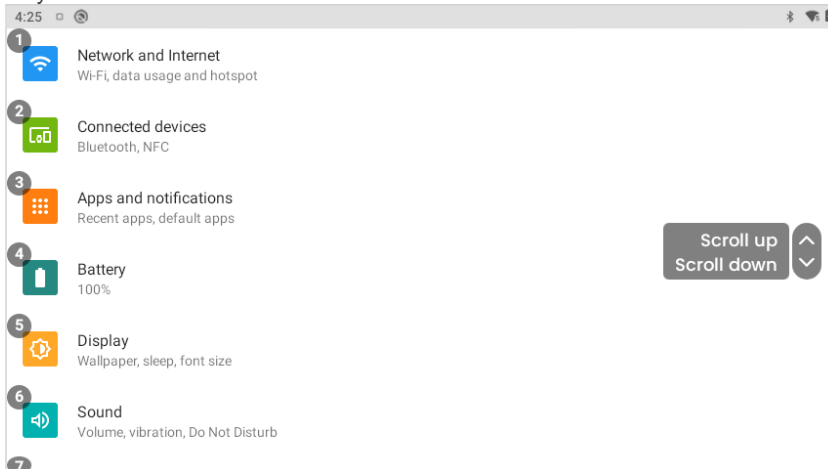 4:25
1
Network and Internet
Wi-Fi, data usage and hotspot
2
Connected devices
Bluetooth, NFC
3
Apps and notifications
Recent apps, default apps
Scroll up
Scroll down
4
Battery
100%
5
Display
Wallpaper, sleep, font size
6
Sound
Volume, vibration, Do Not Disturb
7